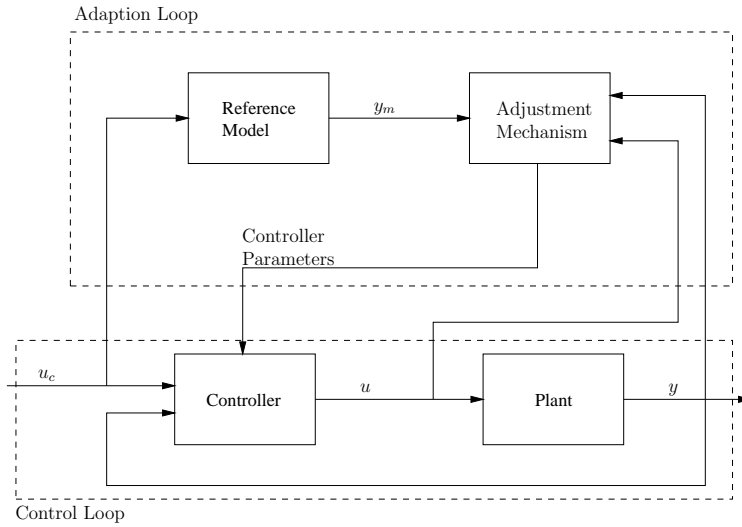 Adaption Loop
Reference
Model
y_m
Adjustment
Mechanism
Controller
Parameters
u_c
Controller
u
Plant
y
Control Loop